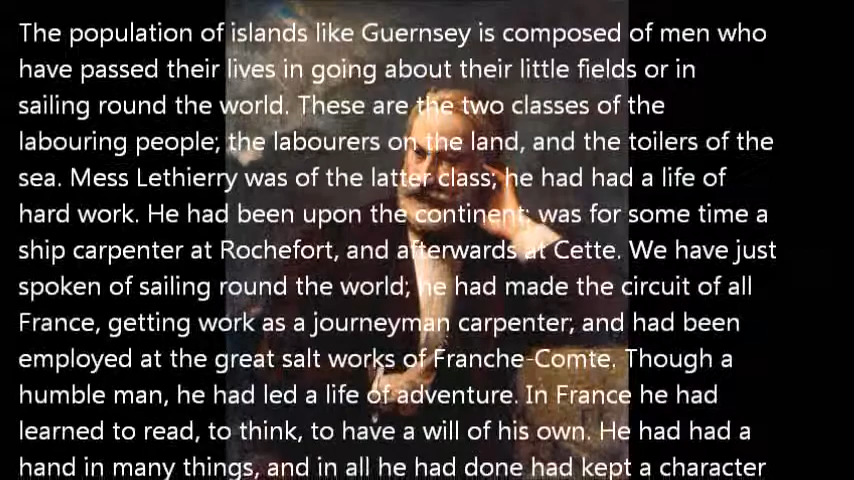 The population of islands like Guernsey is composed of men who
have passed their lives in going about their little fields or in
sailing round the world. These are the two classes of the
labouring people; the labourers on the land, and the toilers of the
sea. Mess Lethierry was of the latter class; he had had a life of
hard work. He had been upon the continent; was for some time a
ship carpenter at Rochefort, and afterwards at Cette. We have just
spoken of sailing round the world; he had made the circuit of all
France, getting work as a journeyman carpenter; and had been
employed at the great salt works of Franche-Comte. Though a
humble man, he had led a life of adventure. In France he had
learned to read, to think, to have a will of his own. He had had a
hand in many things, and in all he had done had kept a character